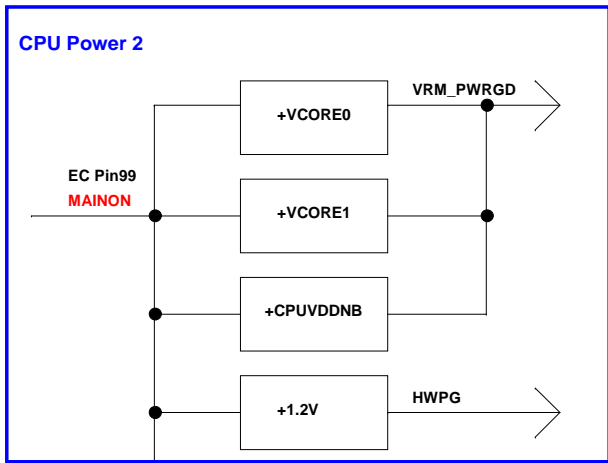 CPU Power 2
VRM_PWRGD
+VCORE0
EC Pin99
MAINON
+VCORE1
+CPUVDDNB
+1.2V
HWPG